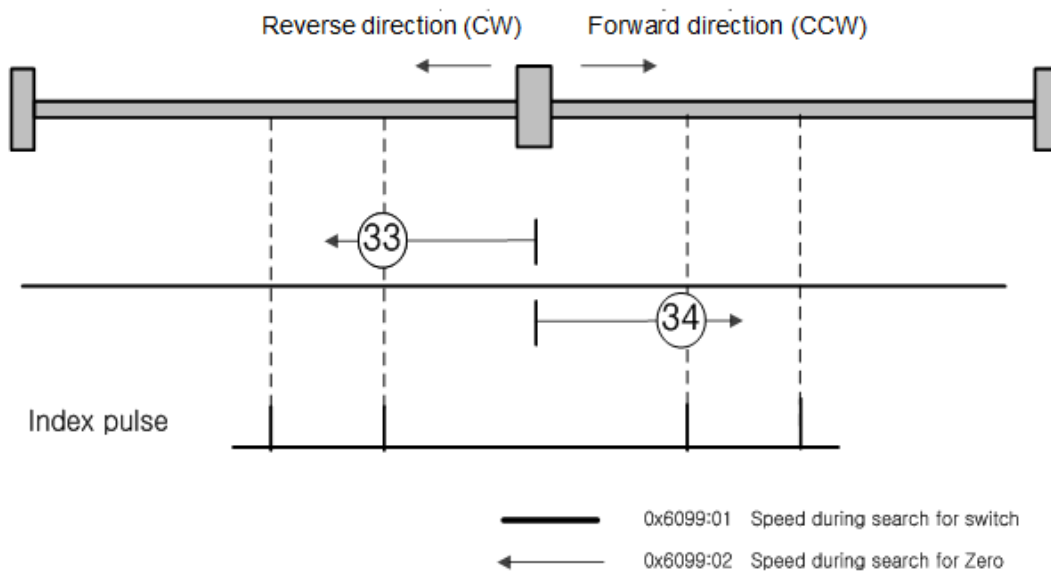 Reverse direction (CW)
Forward direction (CCW)
33
34
Index pulse
0x6099:01 Speed during search for switch
0x6099:02 Speed during search for Zero